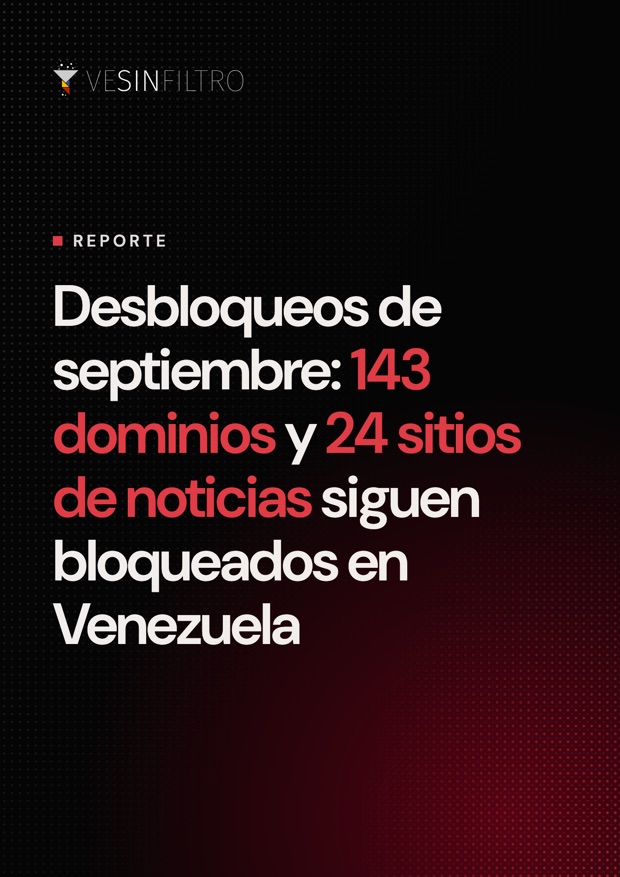 VESINFILTRO
REPORTE
Desbloqueos de
septiembre: 143
dominios y 24 sitios
de noticias siguen
bloqueados en
Venezuela